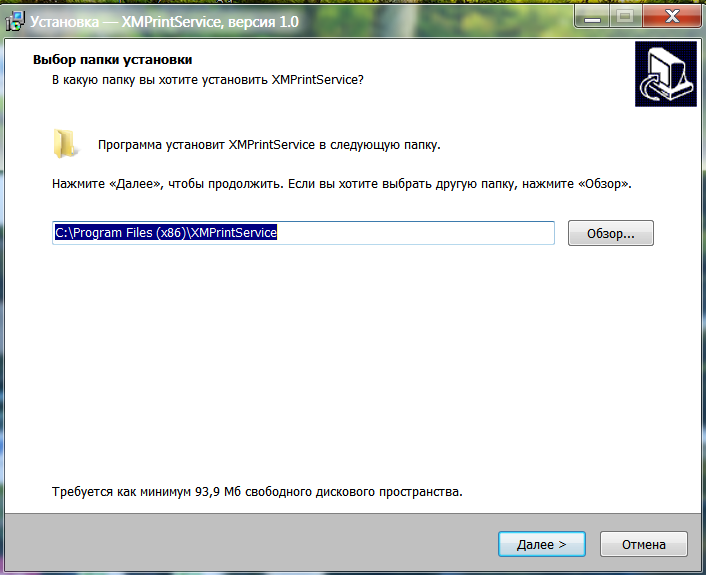 Установка — XMPrintService, версия 1.0
Выбор папки установки
В какую папку вы хотите установить XMPrintService?
Программа установит XMPrintService в следующую папку.
Нажмите «Далее», чтобы продолжить. Если вы хотите выбрать другую папку, нажмите «Обзор».
C:\Program Files (x86)\XMPrintService
Обзор...
Требуется как минимум 93,9 Мб свободного дискового пространства.
Далее >
Отмена